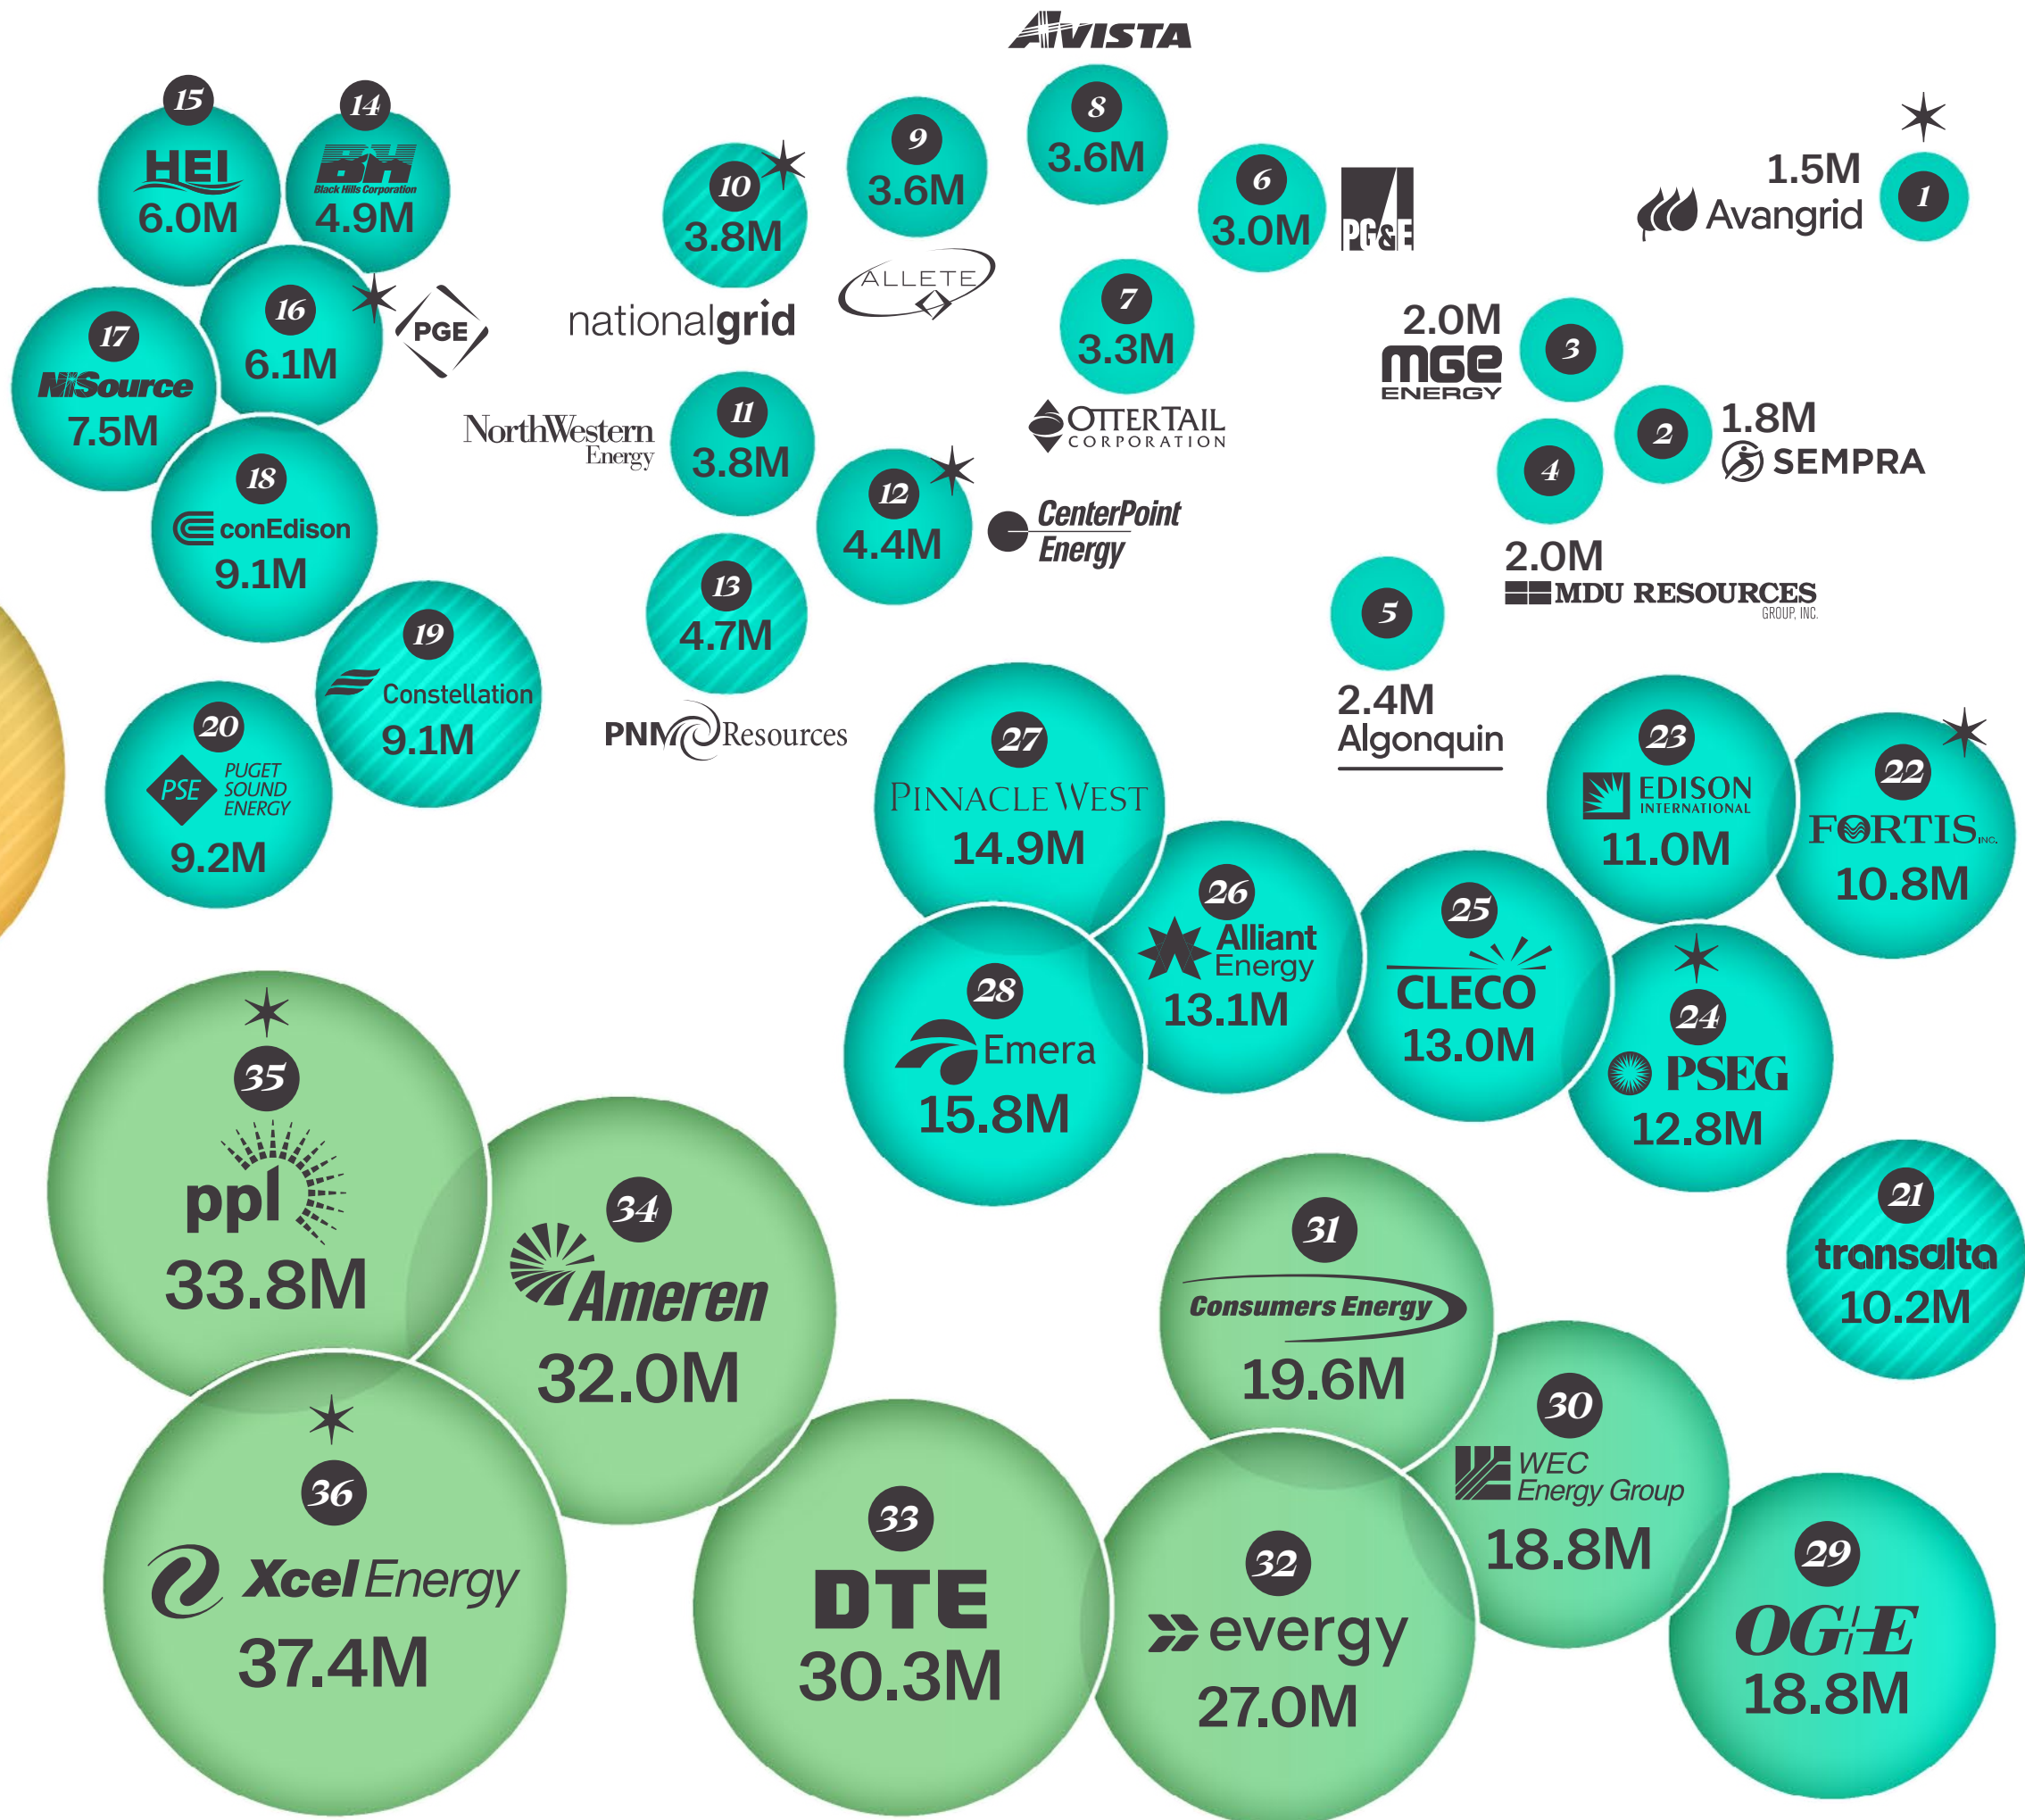 AVISTA
15
HEI
6.0M
14
BH
Black Hills Corporation
4.9M
10
3.8M
nationalgrid
9
3.6M
ALLETE
8
3.6M
6
3.0M
PG&E
1.5M
Avangrid
1
17
NiSource
7.5M
16
6.1M
PGE
7
3.3M
OTTERTAIL
CORPORATION
2.0M
mGe
ENERGY
3
2
1.8M
SEMPRA
4
2.0M
MDU RESOURCES
GROUP, INC.
NorthWestern
Energy
11
3.8M
12
4.4M
CenterPoint
Energy
18
conEdison
9.1M
13
4.7M
PNM Resources
5
2.4M
Algonquin
19
Constellation
9.1M
20
PSE
PUGET
SOUND
ENERGY
9.2M
27
PINNACLE WEST
14.9M
23
EDISON
INTERNATIONAL
11.0M
22
FORTIS INC.
10.8M
26
Alliant
Energy
13.1M
25
CLECO
13.0M
28
Emera
15.8M
24
PSEG
12.8M
21
transalta
10.2M
35
ppl
33.8M
34
Ameren
32.0M
31
Consumers Energy
19.6M
30
WEC
Energy Group
18.8M
36
Xcel Energy
37.4M
33
DTE
30.3M
32
evergy
27.0M
29
OG+E
18.8M